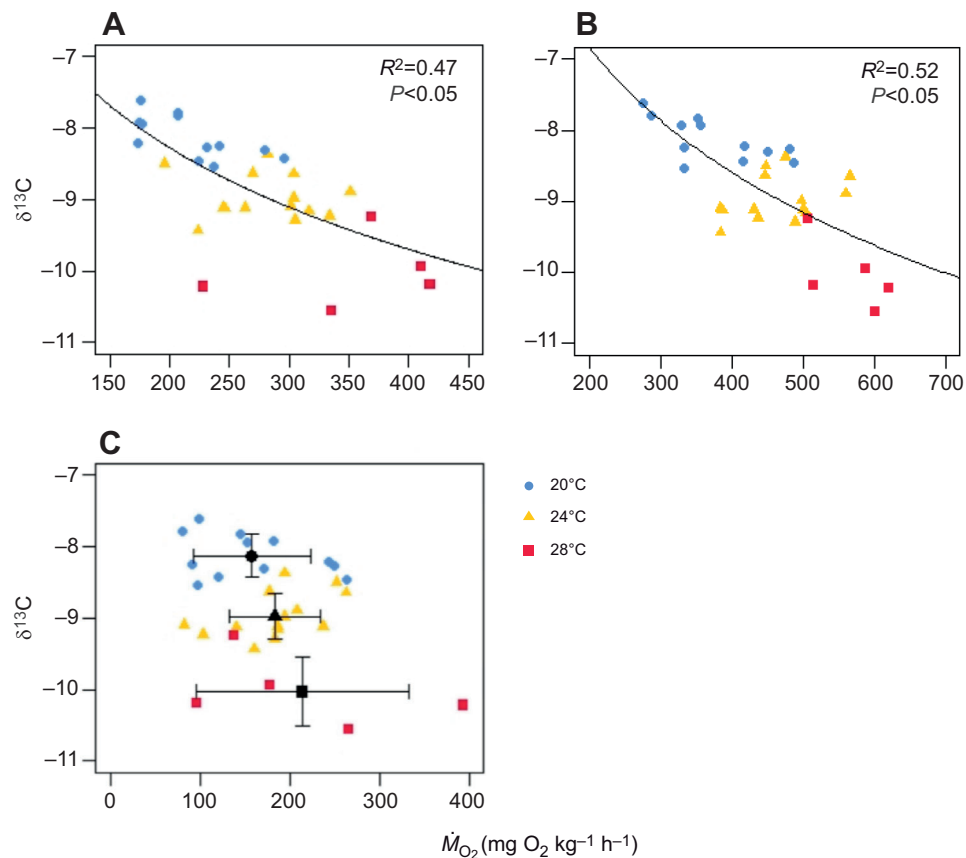 A
B
R²=0.47
P<0.05
R²=0.52
P<0.05
δ¹³C
–7
–8
–9
–10
–11
150 200 250 300 350 400 450
–7
–8
–9
–10
–11
200 300 400 500 600 700
C
δ¹³C
–7
–8
–9
–10
–11
0 100 200 300 400
20°C
24°C
28°C
Ṁ_O₂ (mg O₂ kg⁻¹ h⁻¹)